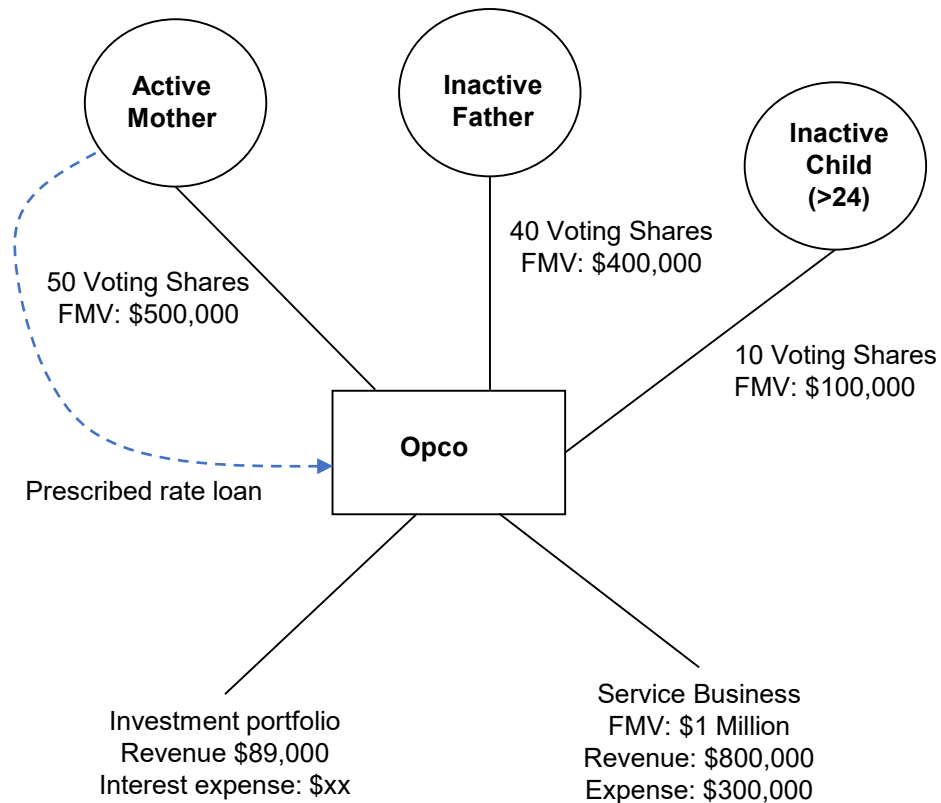 Active
Mother
Inactive
Father
Inactive
Child
(>24)
50 Voting Shares
FMV: $500,000
40 Voting Shares
FMV: $400,000
10 Voting Shares
FMV: $100,000
Opco
Prescribed rate loan
Investment portfolio
Revenue $89,000
Interest expense: $xx
Service Business
FMV: $1 Million
Revenue: $800,000
Expense: $300,000